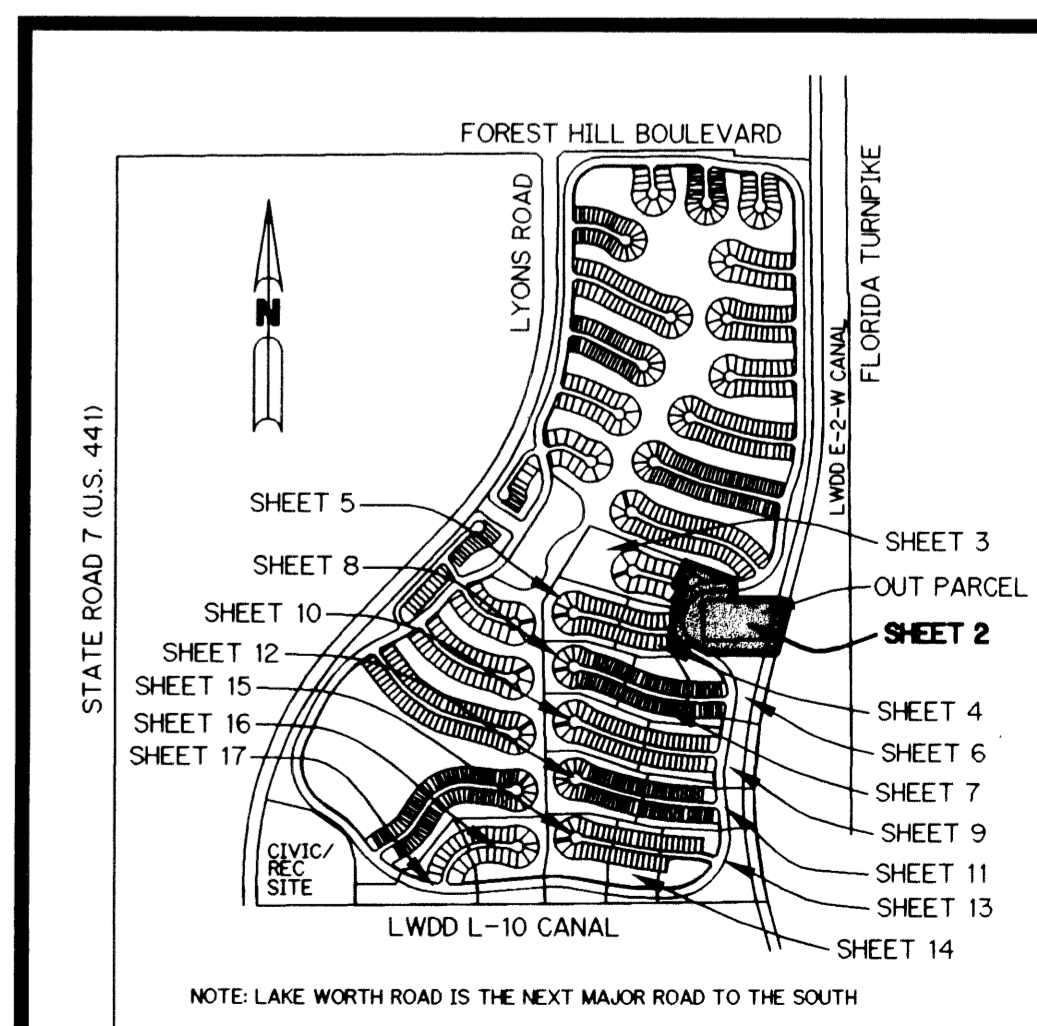 FOREST HILL BOULEVARD
LYONS ROAD
FLORIDA TURNPIKE
N
LWDD E-2-W CANAL
STATE ROAD 7 (U.S. 441)
SHEET 5
SHEET 3
SHEET 8
OUT PARCEL
SHEET 10
SHEET 2
SHEET 12
SHEET 15
SHEET 4
SHEET 16
SHEET 6
SHEET 17
SHEET 7
SHEET 9
CIVIC/
REC
SITE
SHEET 11
SHEET 13
LWDD L-10 CANAL
SHEET 14
NOTE: LAKE WORTH ROAD IS THE NEXT MAJOR ROAD TO THE SOUTH